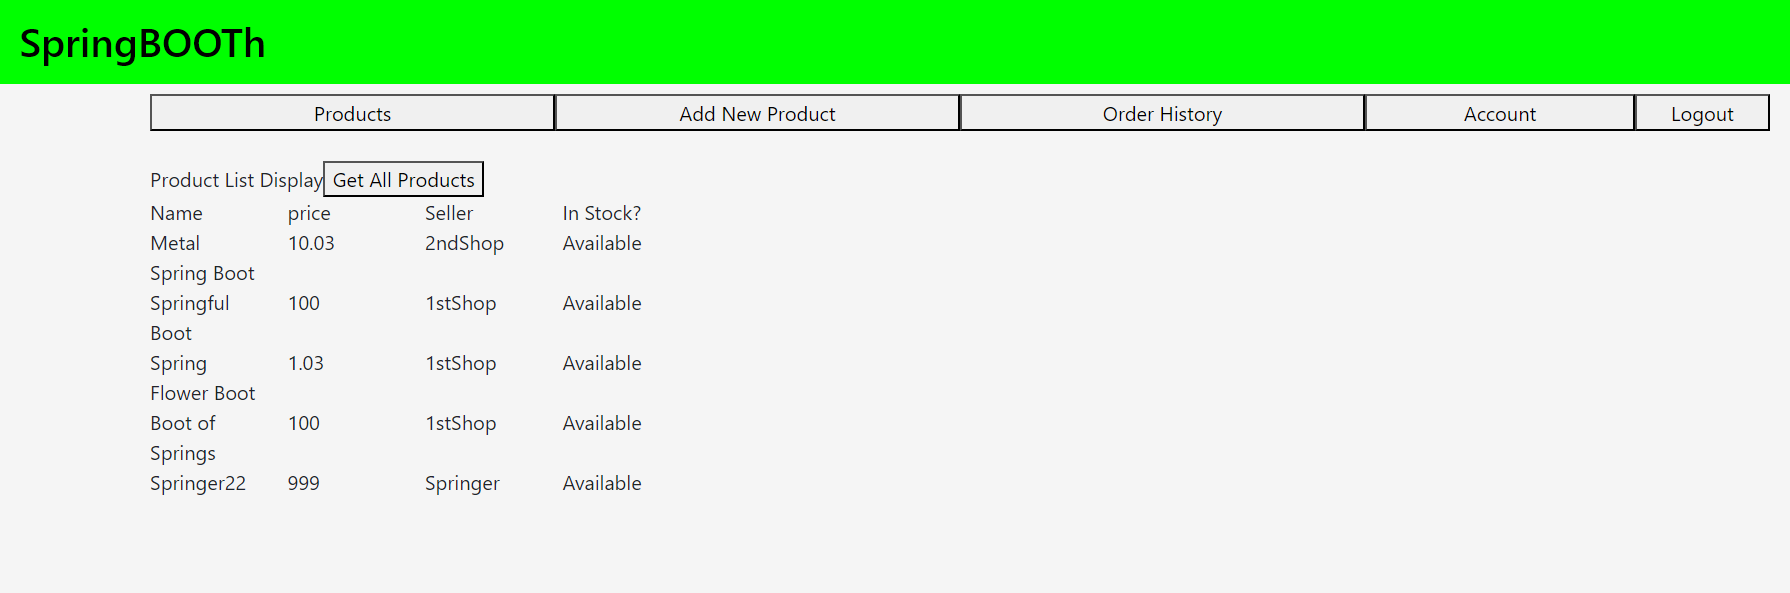 SpringBOOTh
Products Add New Product Order History Account Logout
Product List Display Get All Products
Name price Seller In Stock?
Metal 10.03 2ndShop Available
Spring Boot
Springful 100 1stShop Available
Boot
Spring 1.03 1stShop Available
Flower Boot
Boot of 100 1stShop Available
Springs
Springer22 999 Springer Available